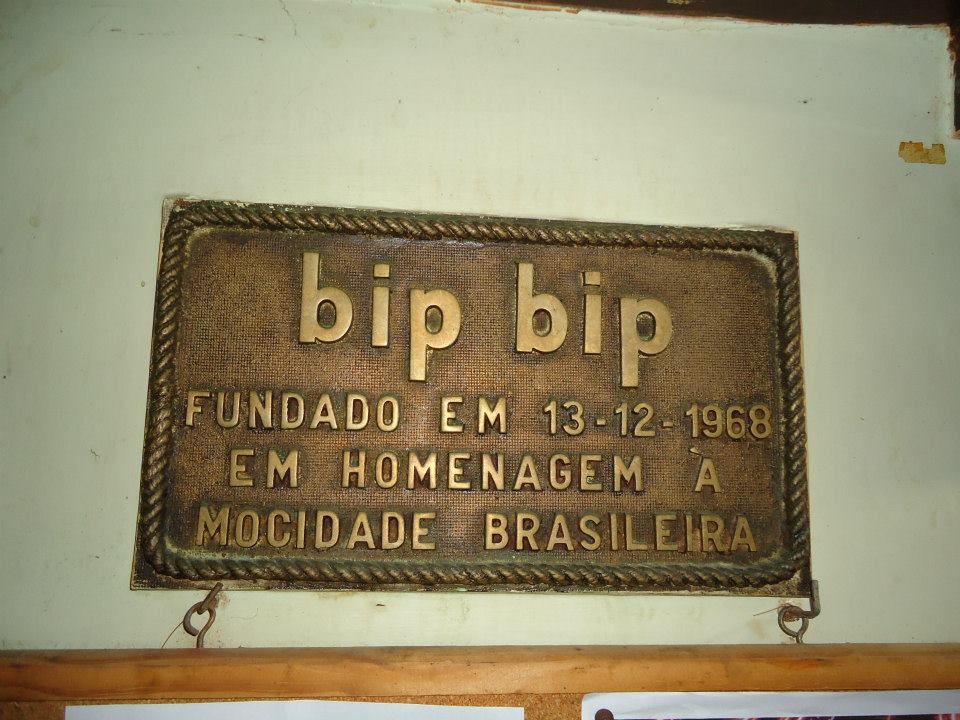 bip bip
FUNDADO EM 13-12-1968
EM HOMENAGEM À
MOCIDADE BRASILEIRA